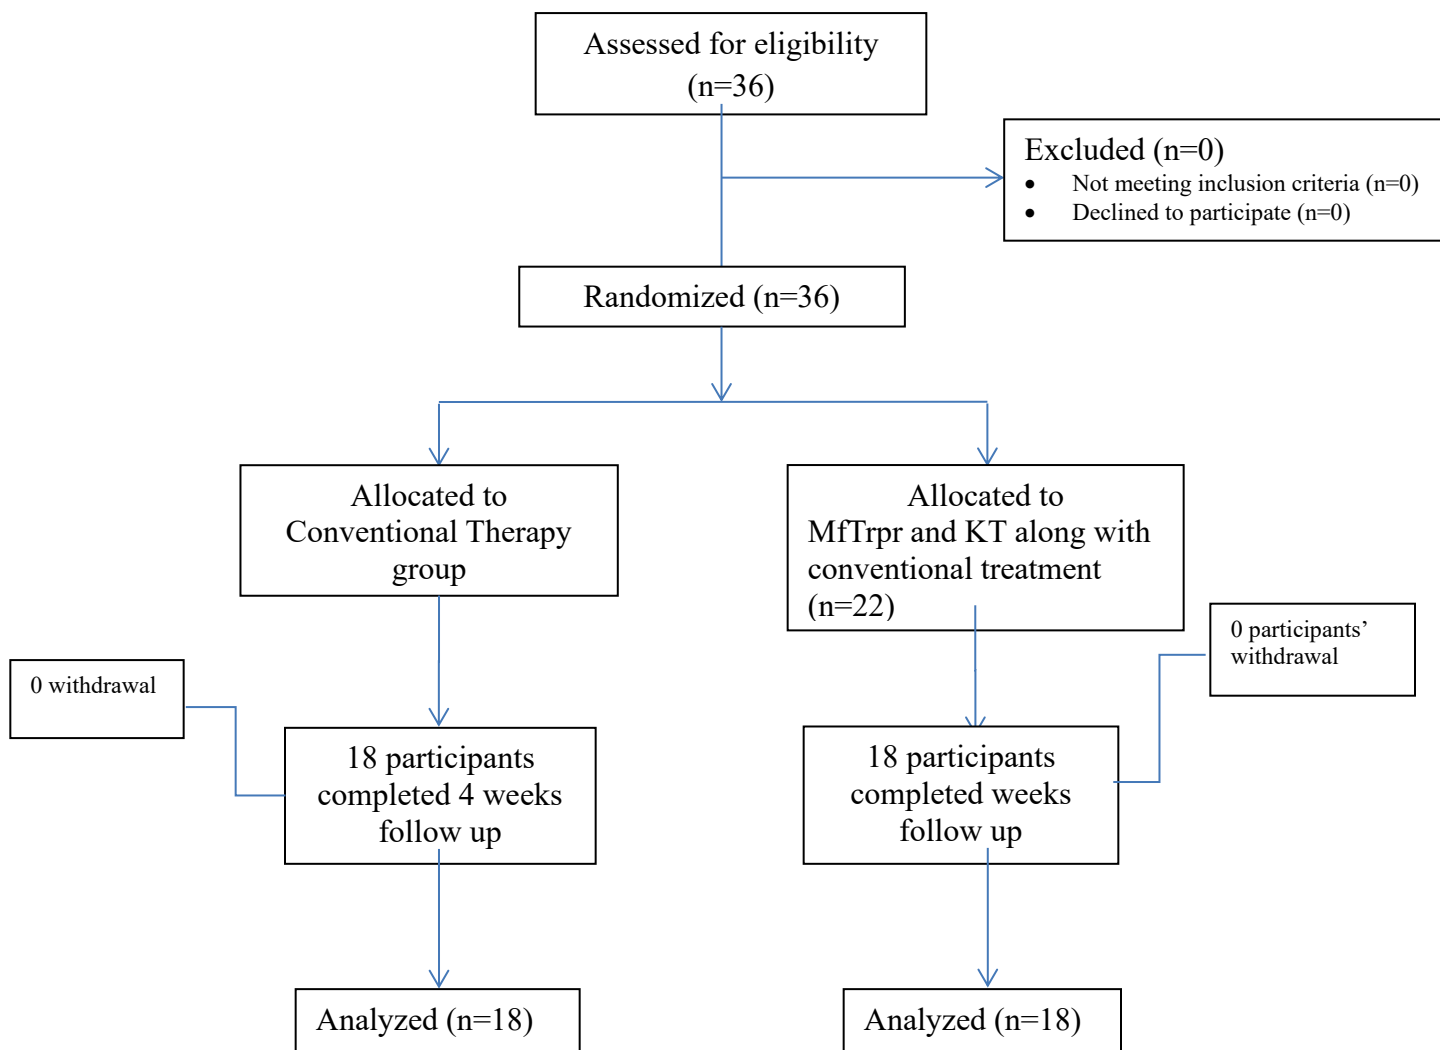 Assessed for eligibility
(n=36)
Excluded (n=0)
• Not meeting inclusion criteria (n=0)
• Declined to participate (n=0)
Randomized (n=36)
Allocated to
Conventional Therapy
group
Allocated to
MfTrpr and KT along with
conventional treatment
(n=22)
0 withdrawal
0 participants’
withdrawal
18 participants
completed 4 weeks
follow up
18 participants
completed weeks
follow up
Analyzed (n=18)
Analyzed (n=18)